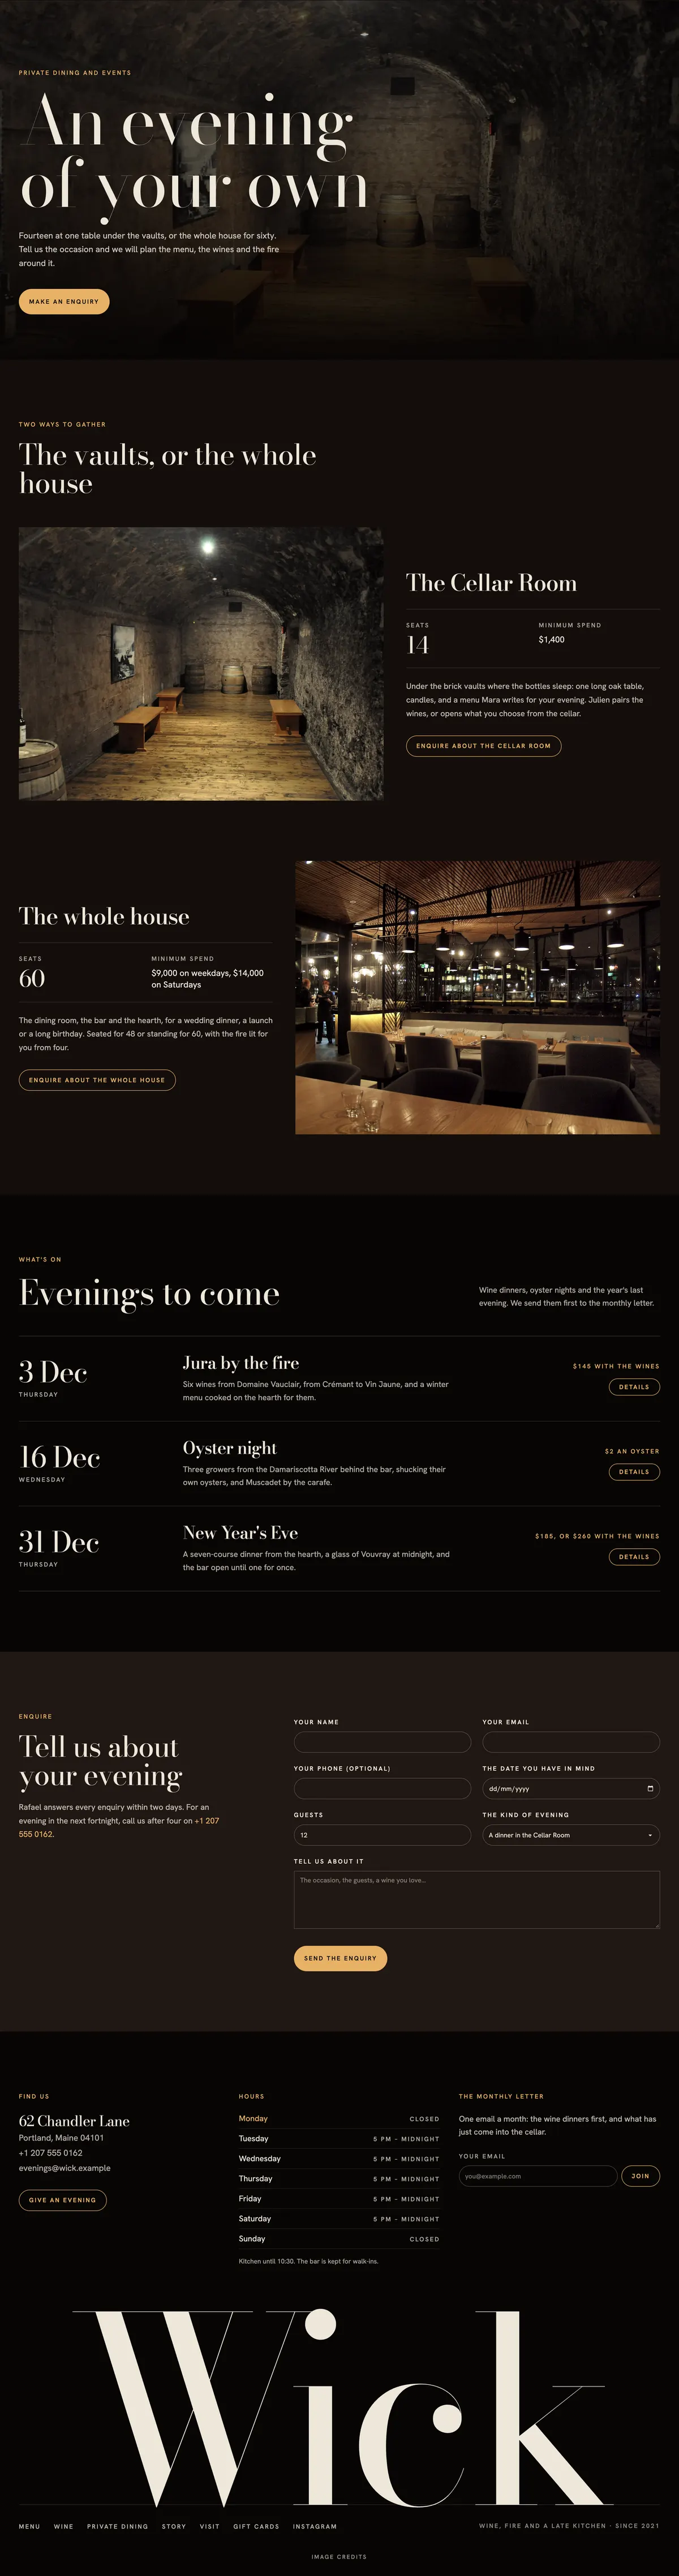 PRIVATE DINING AND EVENTS
An evening
of your own
Fourteen at one table under the vaults, or the whole house for sixty.
Tell us the occasion and we will plan the menu, the wines and the fire
around it.
MAKE AN ENQUIRY
TWO WAYS TO GATHER
The vaults, or the whole
house
The Cellar Room
SEATS
14
MINIMUM SPEND
$1,400
Under the brick vaults where the bottles sleep: one long oak table,
candles, and a menu Mara writes for your evening. Julien pairs the
wines, or opens what you choose from the cellar.
ENQUIRE ABOUT THE CELLAR ROOM
The whole house
SEATS
60
MINIMUM SPEND
$9,000 on weekdays, $14,000
on Saturdays
The dining room, the bar and the hearth, for a wedding dinner, a launch
or a long birthday. Seated for 48 or standing for 60, with the fire lit for
you from four.
ENQUIRE ABOUT THE WHOLE HOUSE
WHAT'S ON
Evenings to come
Wine dinners, oyster nights and the year's last
evening. We send them first to the monthly letter.
3 Dec
THURSDAY
Jura by the fire
Six wines from Domaine Vauclair, from Crémant to Vin Jaune, and a winter
menu cooked on the hearth for them.
$145 WITH THE WINES
DETAILS
16 Dec
WEDNESDAY
Oyster night
Three growers from the Damariscotta River behind the bar, shucking their
own oysters, and Muscadet by the carafe.
$2 AN OYSTER
DETAILS
31 Dec
THURSDAY
New Year's Eve
A seven-course dinner from the hearth, a glass of Vouvray at midnight, and
the bar open until one for once.
$185, OR $260 WITH THE WINES
DETAILS
ENQUIRE
Tell us about
your evening
Rafael answers every enquiry within two days. For an
evening in the next fortnight, call us after four on +1 207
555 0162.
YOUR NAME
YOUR EMAIL
YOUR PHONE (OPTIONAL)
THE DATE YOU HAVE IN MIND
dd/mm/yyyy
GUESTS
12
THE KIND OF EVENING
A dinner in the Cellar Room
TELL US ABOUT IT
The occasion, the guests, a wine you love...
SEND THE ENQUIRY
FIND US
62 Chandler Lane
Portland, Maine 04101
+1 207 555 0162
evenings@wick.example
GIVE AN EVENING
HOURS
Monday CLOSED
Tuesday 5 PM – MIDNIGHT
Wednesday 5 PM – MIDNIGHT
Thursday 5 PM – MIDNIGHT
Friday 5 PM – MIDNIGHT
Saturday 5 PM – MIDNIGHT
Sunday CLOSED
Kitchen until 10:30. The bar is kept for walk-ins.
THE MONTHLY LETTER
One email a month: the wine dinners first, and what has
just come into the cellar.
YOUR EMAIL
you@example.com
JOIN
Wick
MENU WINE PRIVATE DINING STORY VISIT GIFT CARDS INSTAGRAM
WINE, FIRE AND A LATE KITCHEN · SINCE 2021
IMAGE CREDITS